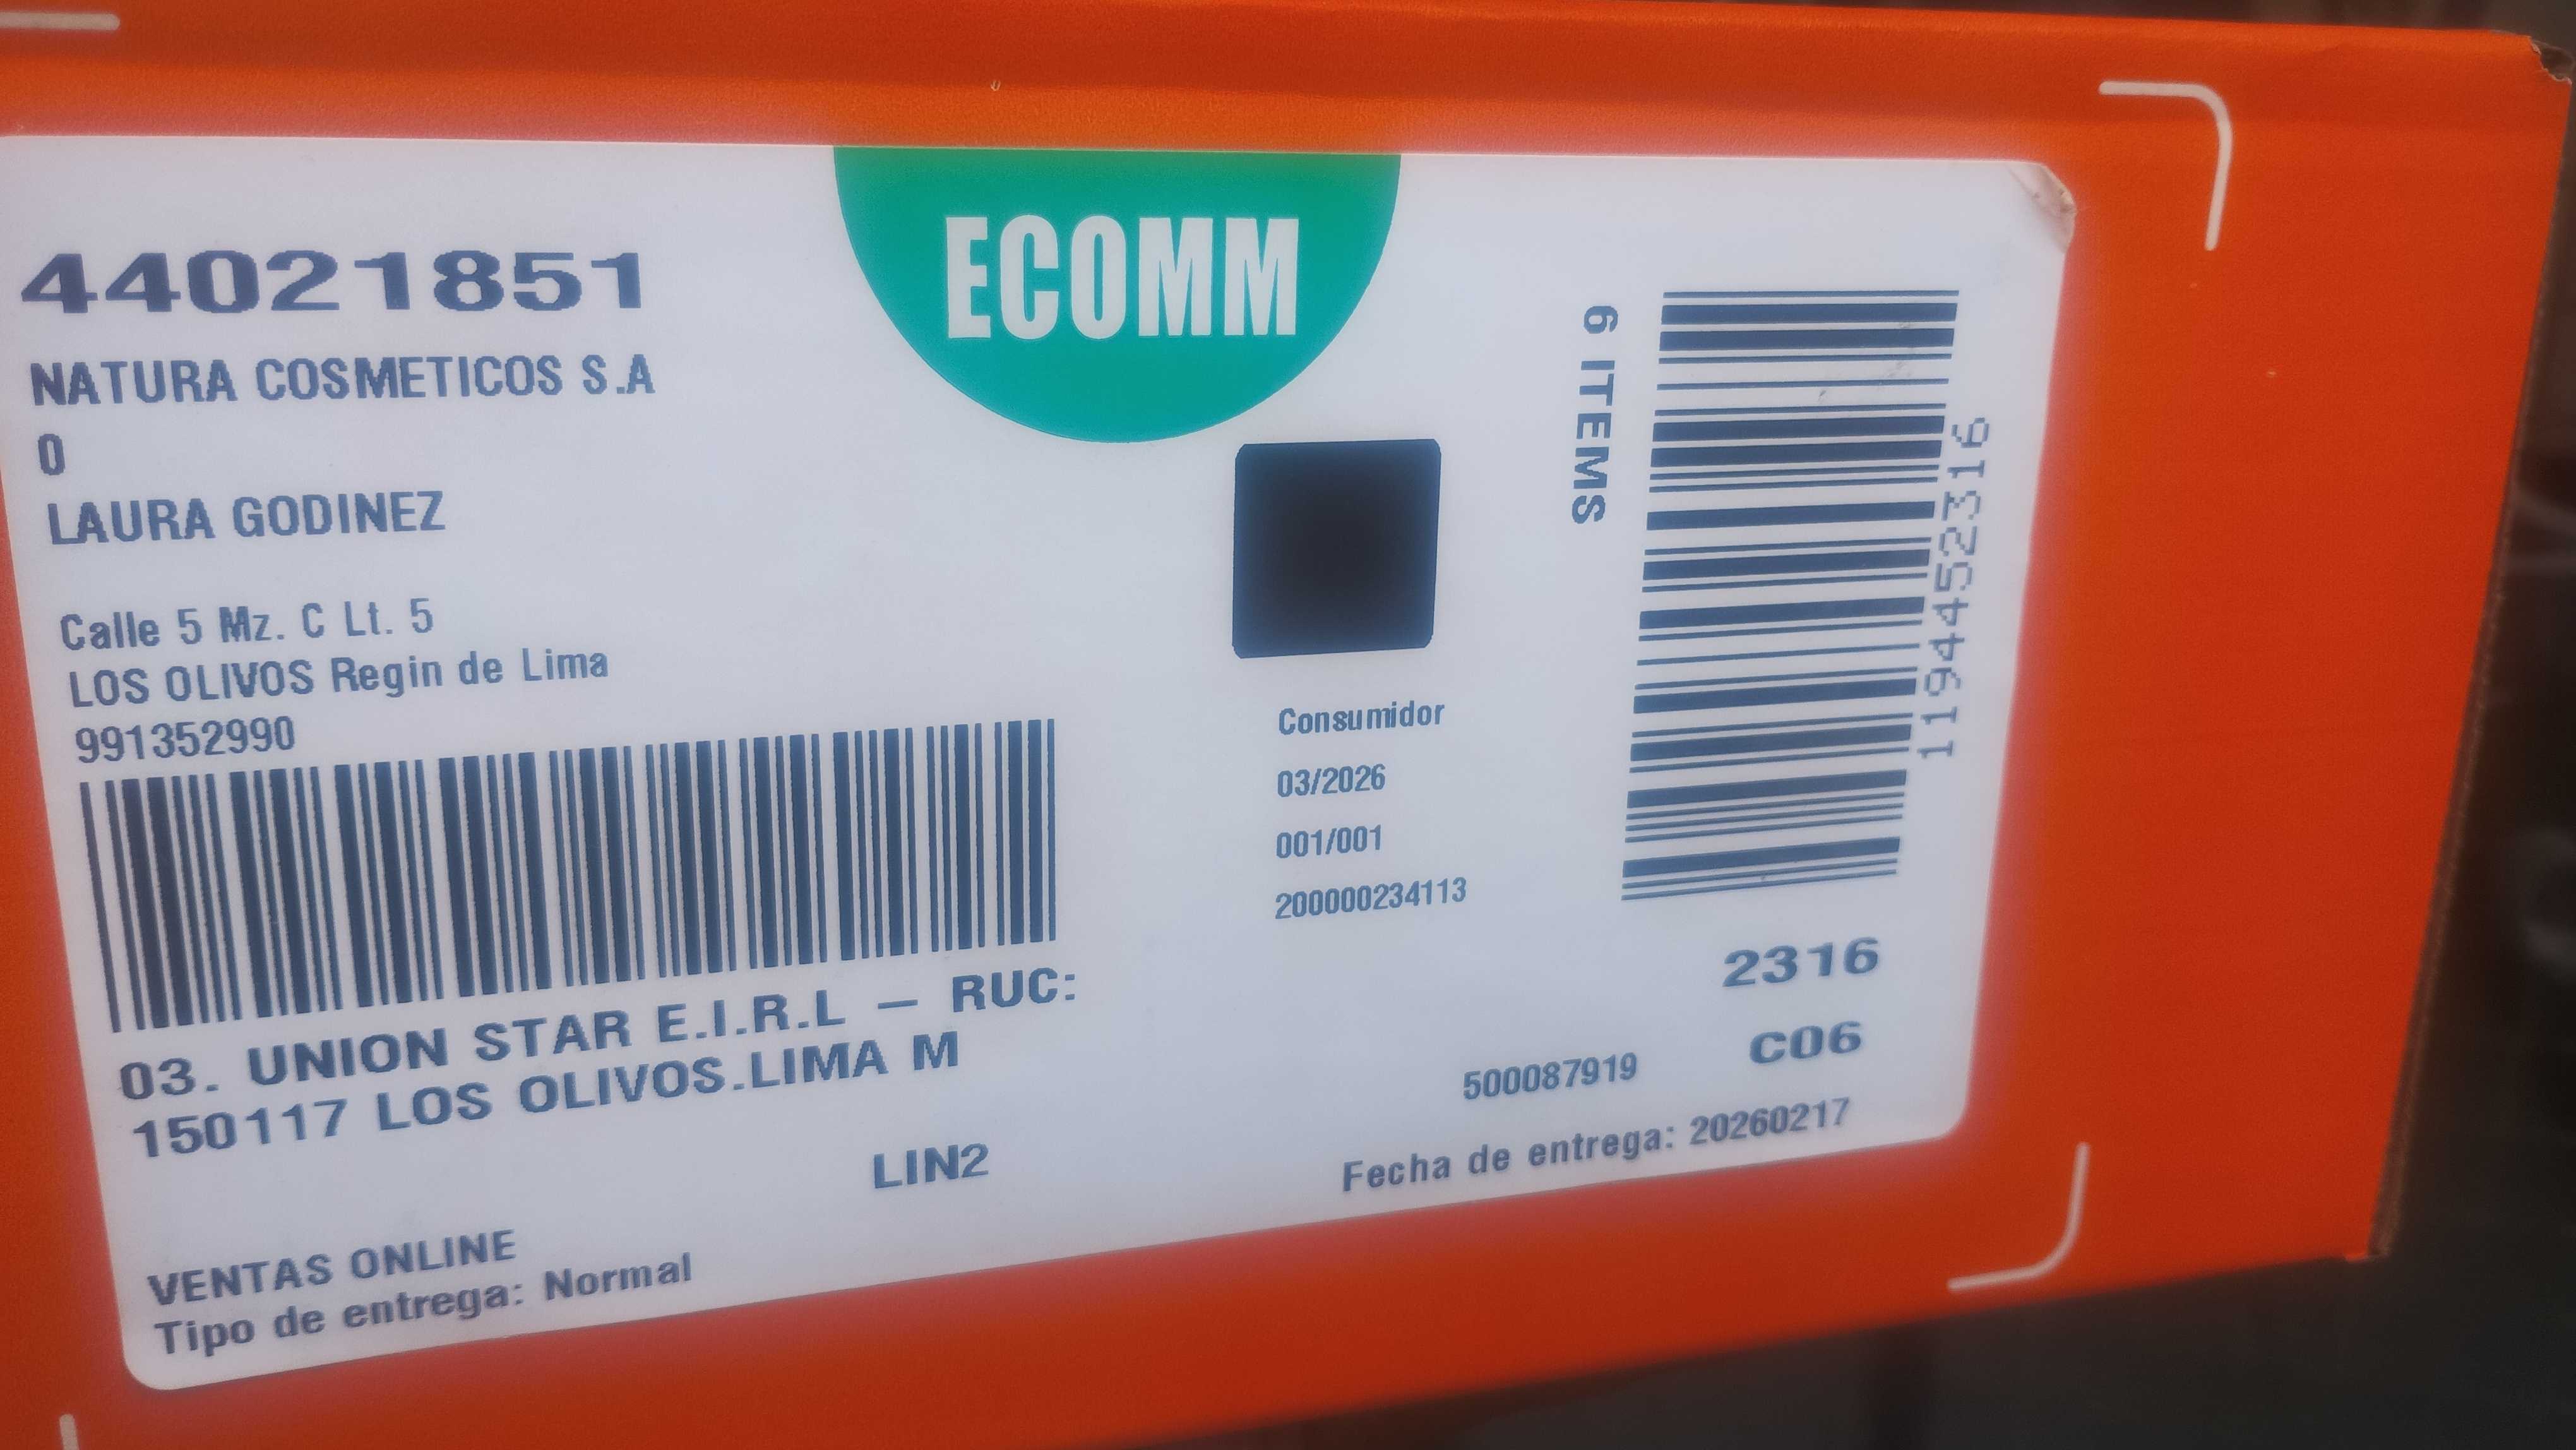 ECOMM
44021851
NATURA COSMETICOS S.A
0
LAURA GODINEZ
Calle 5 Mz. C Lt. 5
LOS OLIVOS Regin de Lima
991352990
03. UNION STAR E.I.R.L – RUC:
150117 LOS OLIVOS.LIMA M
LIN2
VENTAS ONLINE
Tipo de entrega: Normal
Consumidor
03/2026
001/001
200000234113
6 ITEMS
1194452316
2316
C06
500087919
Fecha de entrega: 20260217